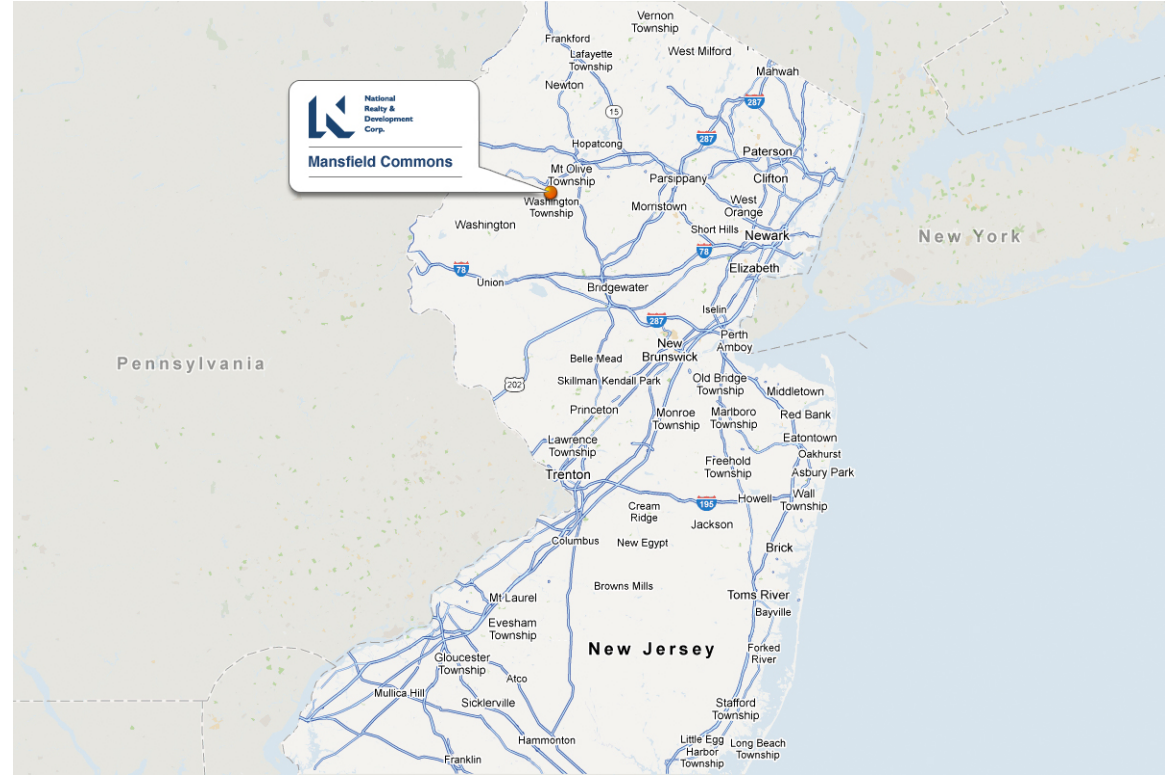 Vernon
Township
Frankford
West Milford
Lafayette
Township
Mahwah
Newton
287
National
Realty &
Development
Corp.
15
287
Hopatcong
Paterson
Mansfield Commons
Mt Olive
Township
Parsippany
Clifton
Washington
Township
Morristown
West
Orange
Washington
Short Hills
Newark
New York
78
78
Elizabeth
Union
Bridgewater
Iselin
287
Perth
Amboy
New
Brunswick
Pennsylvania
Belle Mead
Skillman
Kendall Park
202
Old Bridge
Township
Middletown
Princeton
Monroe
Township
Marlboro
Township
Red Bank
Eatontown
Lawrence
Township
Oakhurst
Freehold
Township
Asbury Park
Trenton
195
Howell
Wall
Township
Cream
Ridge
Jackson
Columbus
New Egypt
Brick
Browns Mills
Toms River
Mt Laurel
Bayville
Evesham
Township
New Jersey
Forked
River
Gloucester
Township
Atco
Mullica Hill
Sicklerville
Stafford
Township
Hammonton
Little Egg
Harbor
Township
Long Beach
Township
Franklin